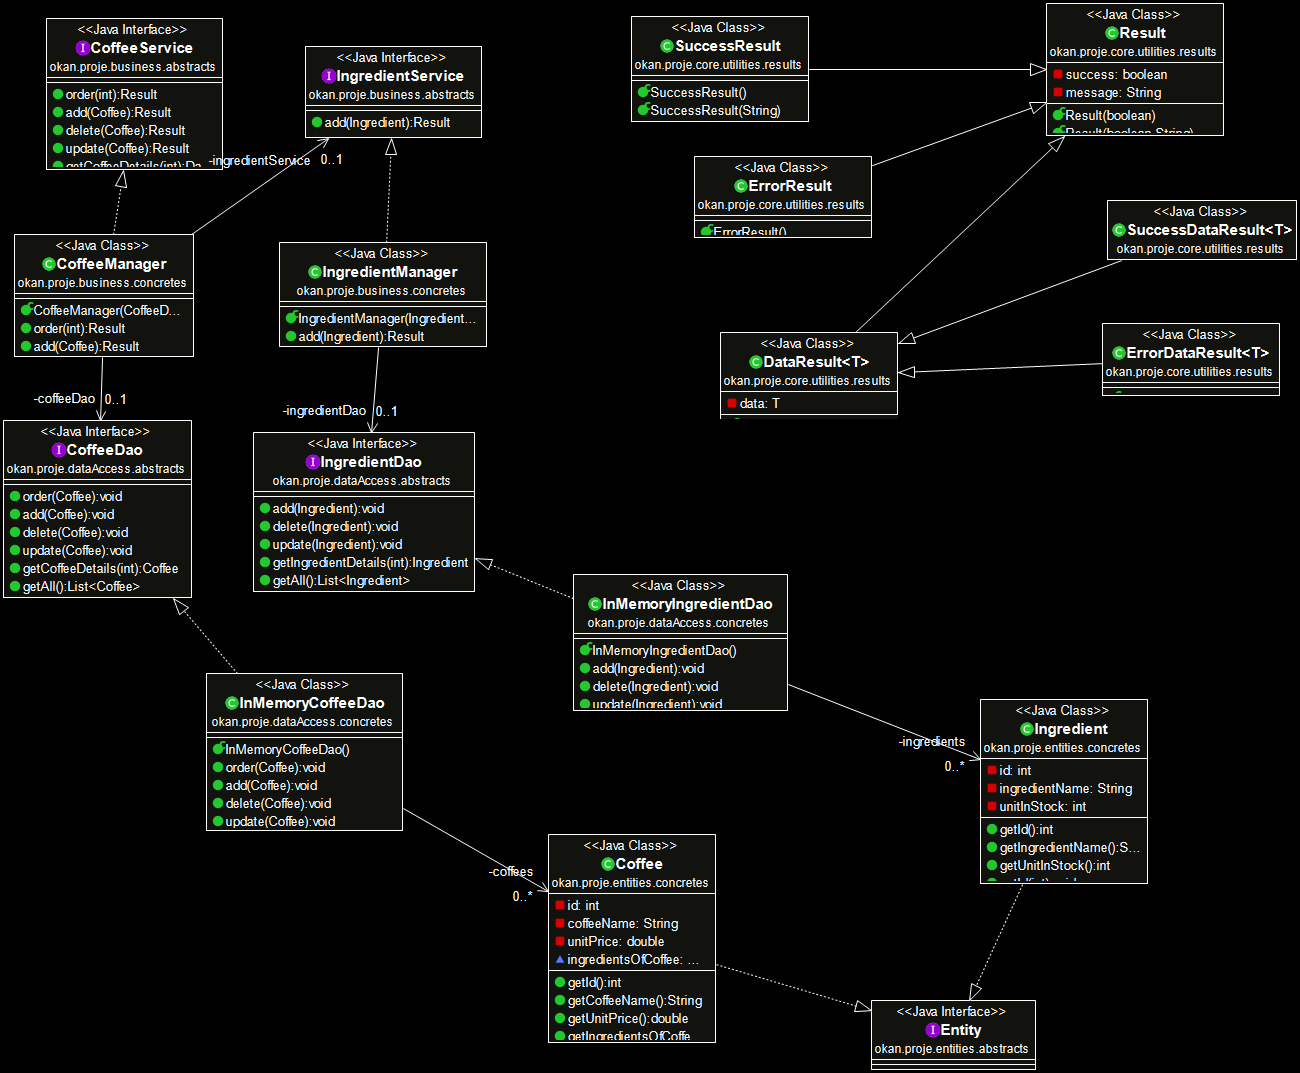 <<Java Interface>>
CoffeeService
okan.proje.business.abstracts
order(int):Result
add(Coffee):Result
delete(Coffee):Result
update(Coffee):Result
getCoffeeDetails(int):Da...
<<Java Interface>>
IngredientService
okan.proje.business.abstracts
add(Ingredient):Result
-ingredientService
0..1
<<Java Class>>
CoffeeManager
okan.proje.business.concretes
CoffeeManager(CoffeeD...
order(int):Result
add(Coffee):Result
<<Java Class>>
IngredientManager
okan.proje.business.concretes
IngredientManager(Ingredient...
add(Ingredient):Result
-coffeeDao
0..1
-ingredientDao
0..1
<<Java Interface>>
CoffeeDao
okan.proje.dataAccess.abstracts
order(Coffee):void
add(Coffee):void
delete(Coffee):void
update(Coffee):void
getCoffeeDetails(int):Coffee
getAll():List<Coffee>
<<Java Interface>>
IngredientDao
okan.proje.dataAccess.abstracts
add(Ingredient):void
delete(Ingredient):void
update(Ingredient):void
getIngredientDetails(int):Ingredient
getAll():List<Ingredient>
<<Java Class>>
InMemoryCoffeeDao
okan.proje.dataAccess.concretes
InMemoryCoffeeDao()
order(Coffee):void
add(Coffee):void
delete(Coffee):void
update(Coffee):void
<<Java Class>>
InMemoryIngredientDao
okan.proje.dataAccess.concretes
InMemoryIngredientDao()
add(Ingredient):void
delete(Ingredient):void
update(Ingredient):void
-coffees
0..*
-ingredients
0..*
<<Java Class>>
Coffee
okan.proje.entities.concretes
id: int
coffeeName: String
unitPrice: double
ingredientsOfCoffee: ...
getId():int
getCoffeeName():String
getUnitPrice():double
getIngredientsOfCoffe
<<Java Class>>
Ingredient
okan.proje.entities.concretes
id: int
ingredientName: String
unitInStock: int
getId():int
getIngredientName():S...
getUnitInStock():int
<<Java Interface>>
Entity
okan.proje.entities.abstracts
<<Java Class>>
SuccessResult
okan.proje.core.utilities.results
SuccessResult()
SuccessResult(String)
<<Java Class>>
Result
okan.proje.core.utilities.results
success: boolean
message: String
Result(boolean)
Result(boolean,String)
<<Java Class>>
ErrorResult
okan.proje.core.utilities.results
ErrorResult()
<<Java Class>>
SuccessDataResult<T>
okan.proje.core.utilities.results
<<Java Class>>
DataResult<T>
okan.proje.core.utilities.results
data: T
<<Java Class>>
ErrorDataResult<T>
okan.proje.core.utilities.results